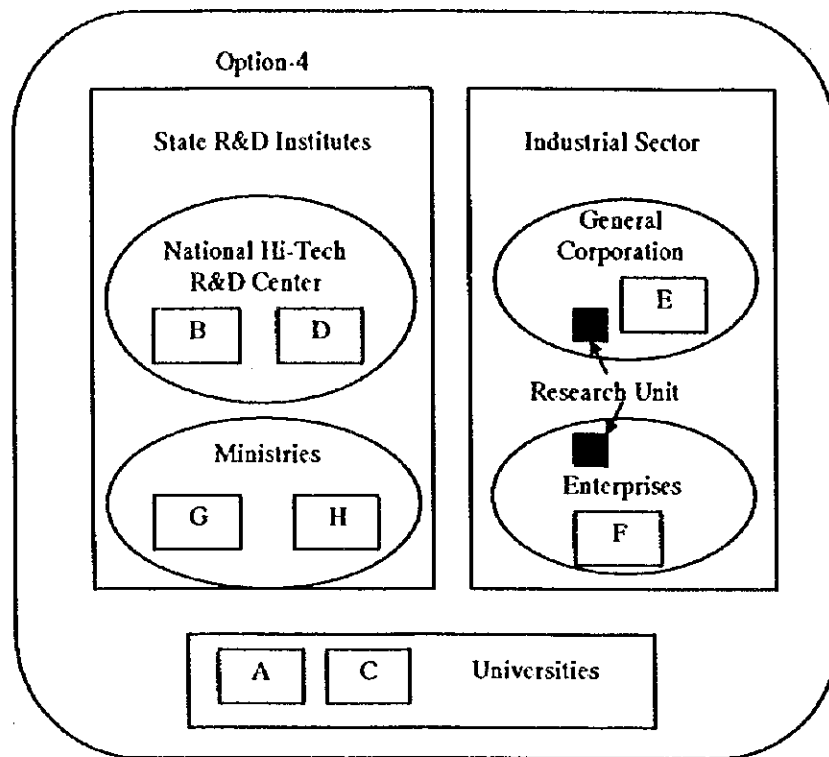 Option-4
State R&D Institutes
National Hi-Tech
R&D Center
B
D
Ministries
G
H
Industrial Sector
General
Corporation
E
Research Unit
Enterprises
F
A
C
Universities